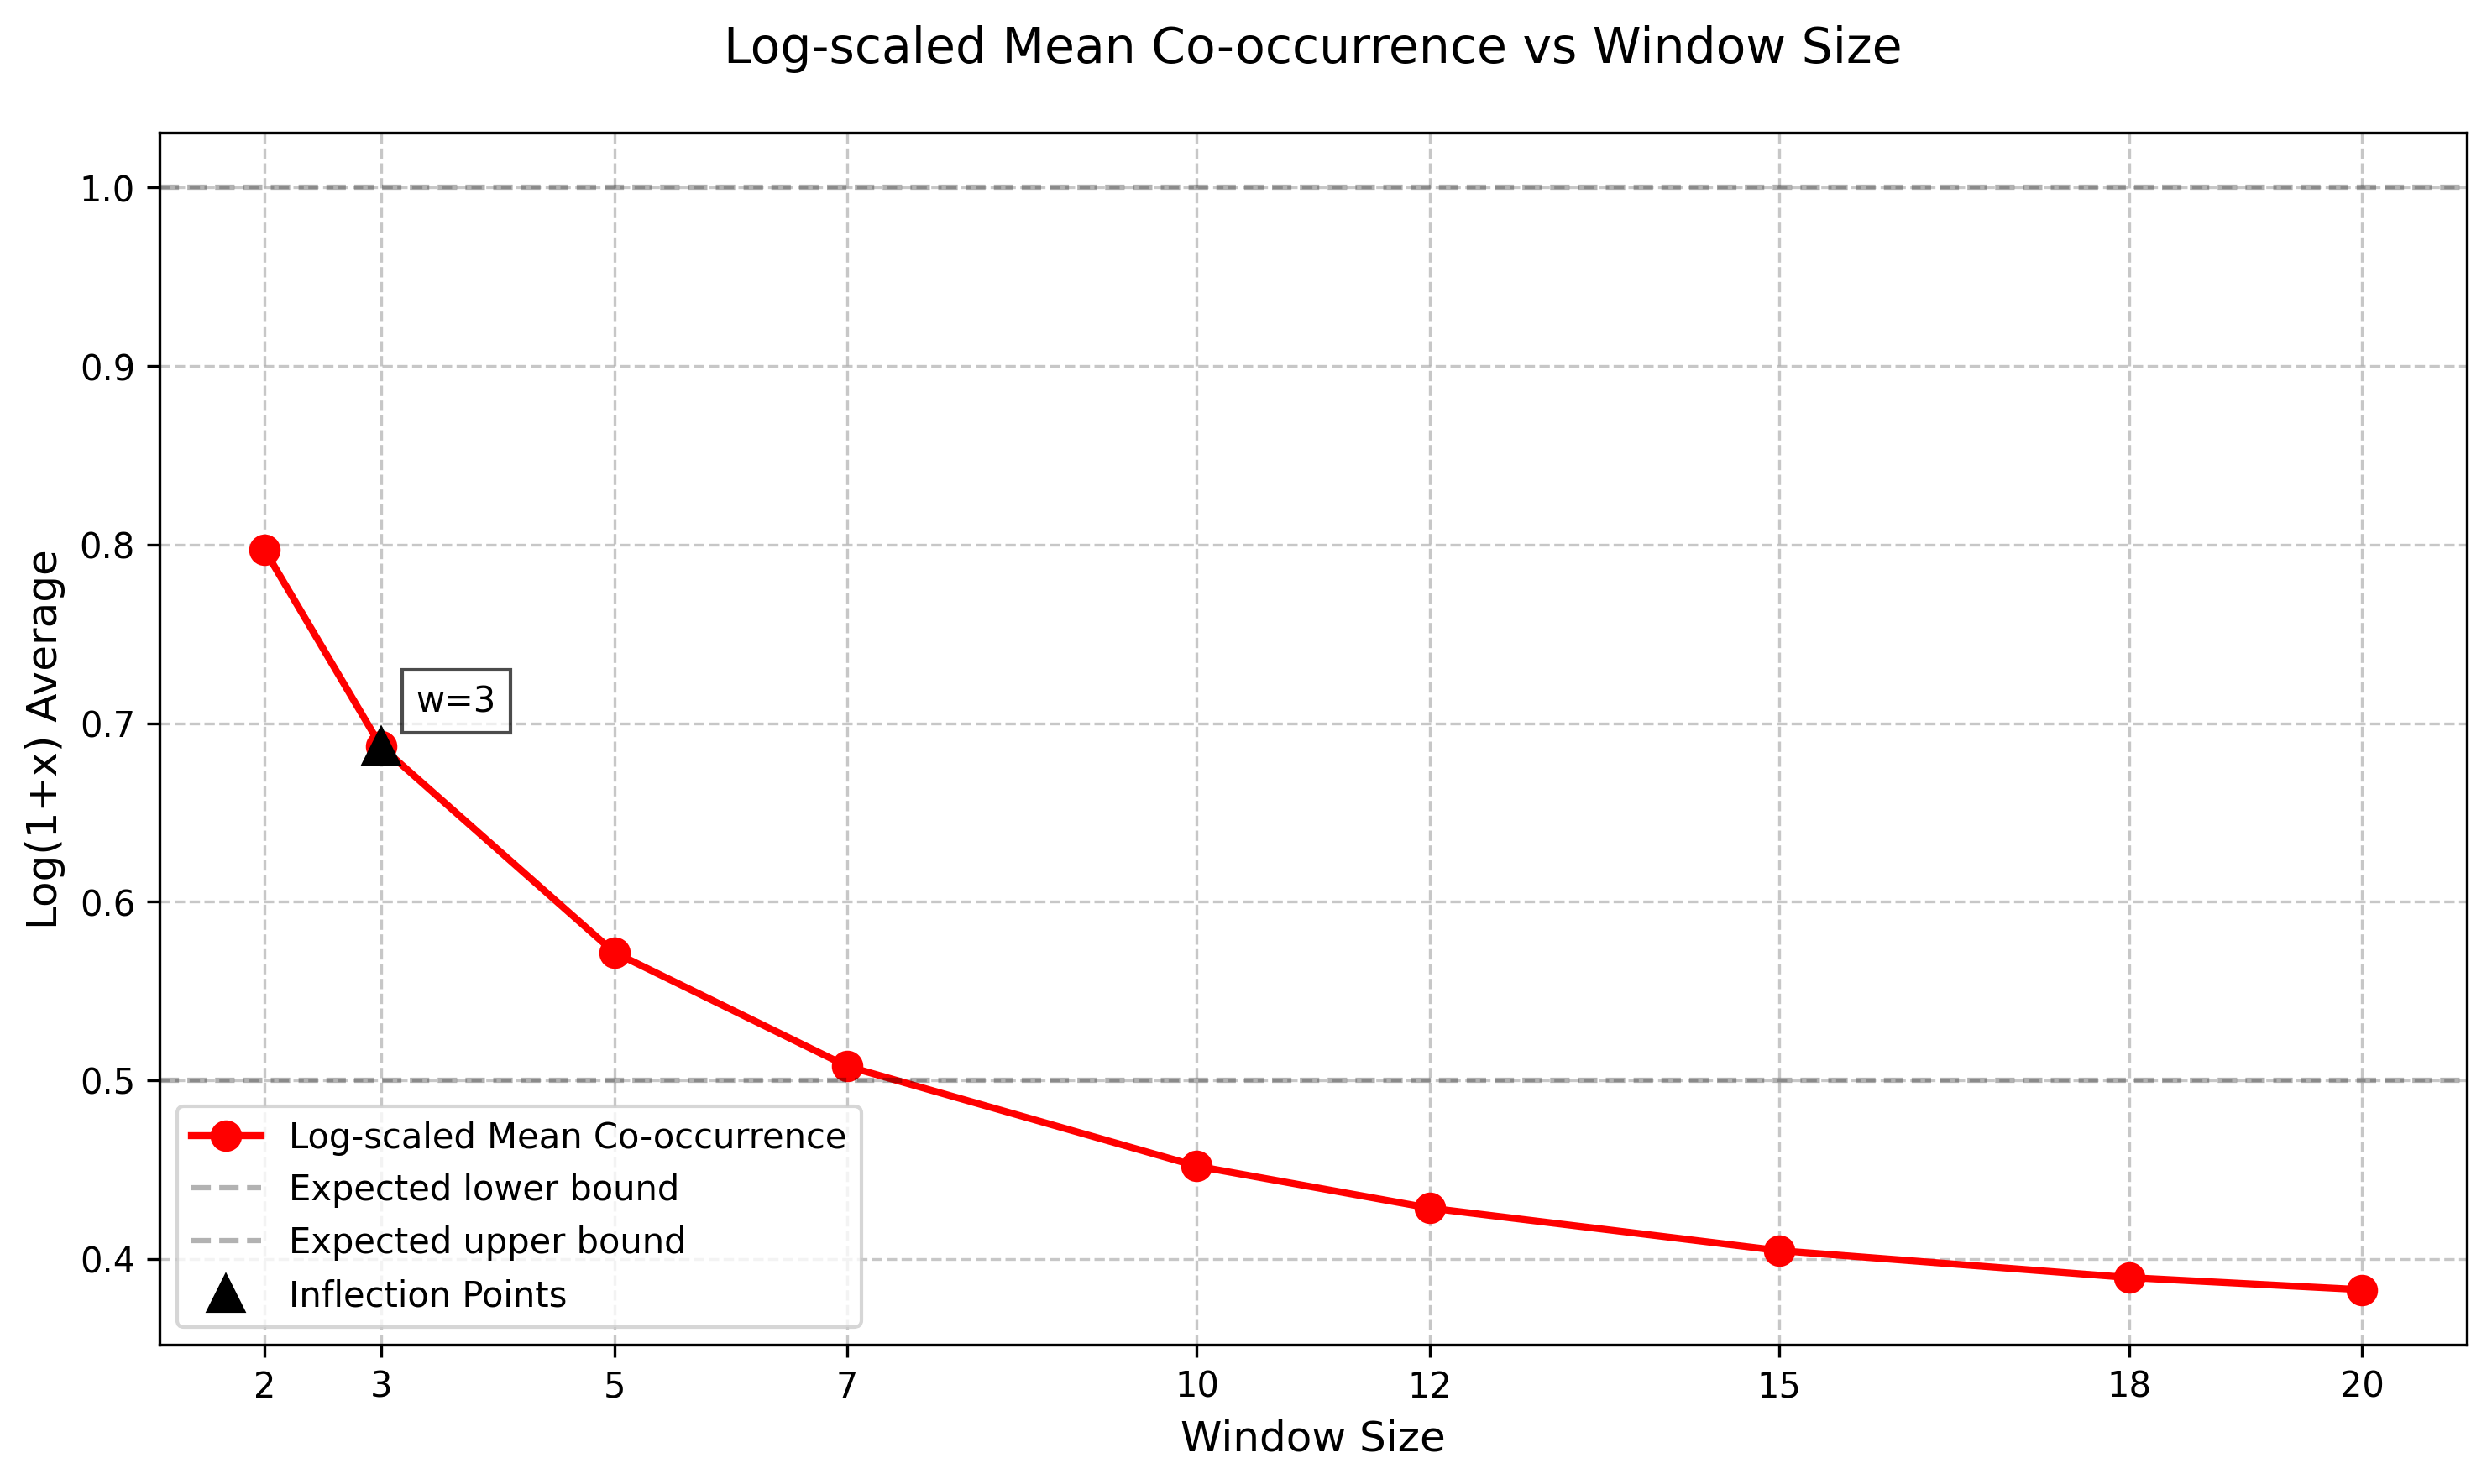 Log-scaled Mean Co-occurrence vs Window Size
Log(1+x) Average
1.0
0.9
0.8
0.7
0.6
0.5
0.4
w=3
Log-scaled Mean Co-occurrence
Expected lower bound
Expected upper bound
Inflection Points
2 3 5 7 10 12 15 18 20
Window Size